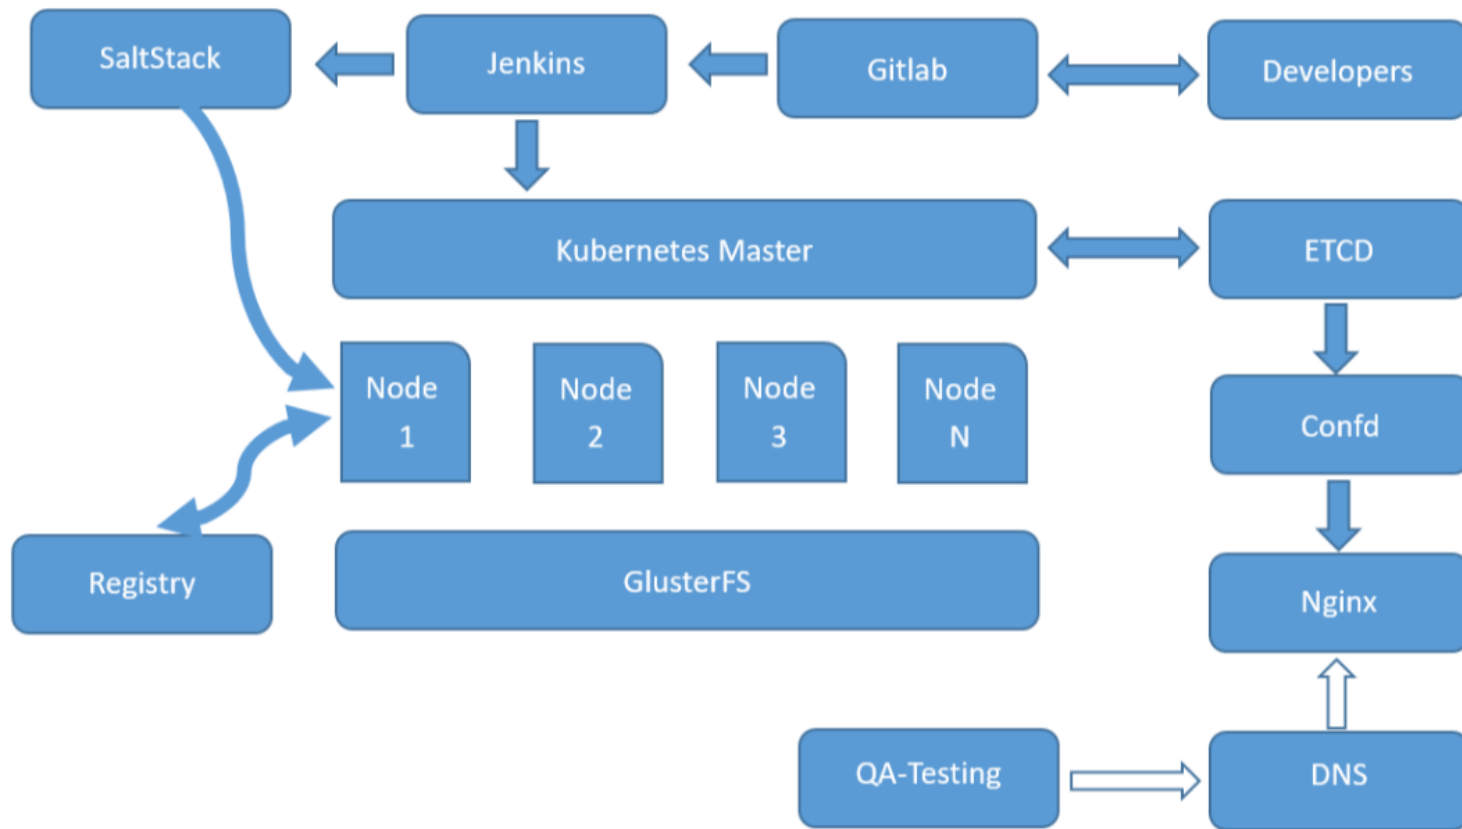 SaltStack
Jenkins
Gitlab
Developers
Kubernetes Master
ETCD
Node
1
Node
2
Node
3
Node
N
Confd
Registry
GlusterFS
Nginx
QA-Testing
DNS